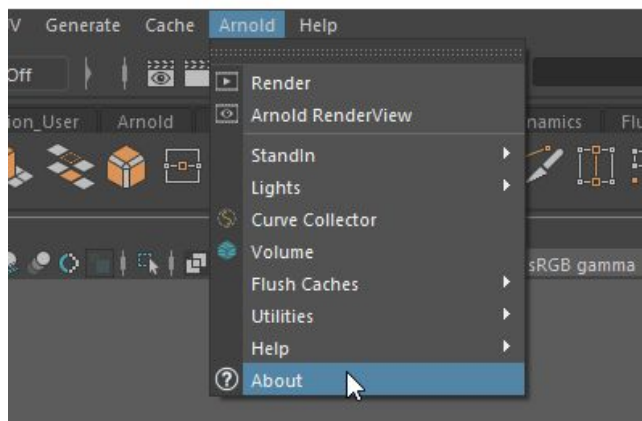 Generate Cache Arnold Help
Off
Render
Arnold RenderView
ion_User Arnold namics Flu
StandIn
Lights
Curve Collector
Volume
sRGB gamma
Flush Caches
Utilities
Help
About